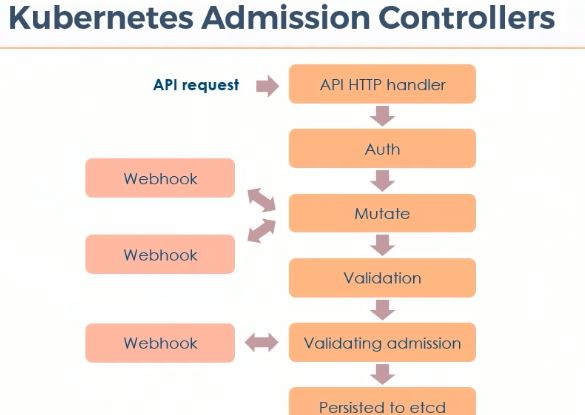 Kubernetes Admission Controllers
API request
API HTTP handler
Auth
Webhook
Mutate
Webhook
Validation
Webhook
Validating admission
Persisted to etcd